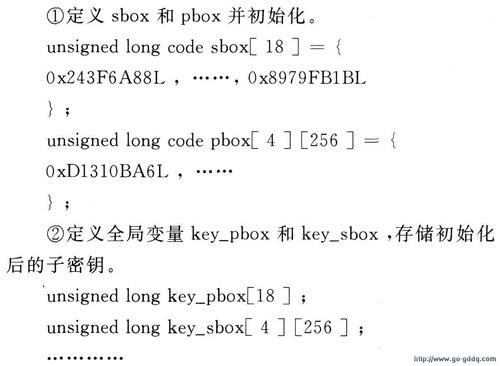 ①定义 sbox 和 pbox 并初始化。
unsigned long code sbox[ 18 ] = {
0x243F6A88L , ……, 0x8979FB1BL
} ;
unsigned long code pbox[ 4 ][256 ] = {
0xD1310BA6L , ……
} ;
②定义全局变量 key_pbox 和 key_sbox ,存储初始化
后的子密钥。
unsigned long key_pbox[18 ] ;
unsigned long key_sbox[ 4 ][256 ] ;
…………
http://www.go-gddq.com